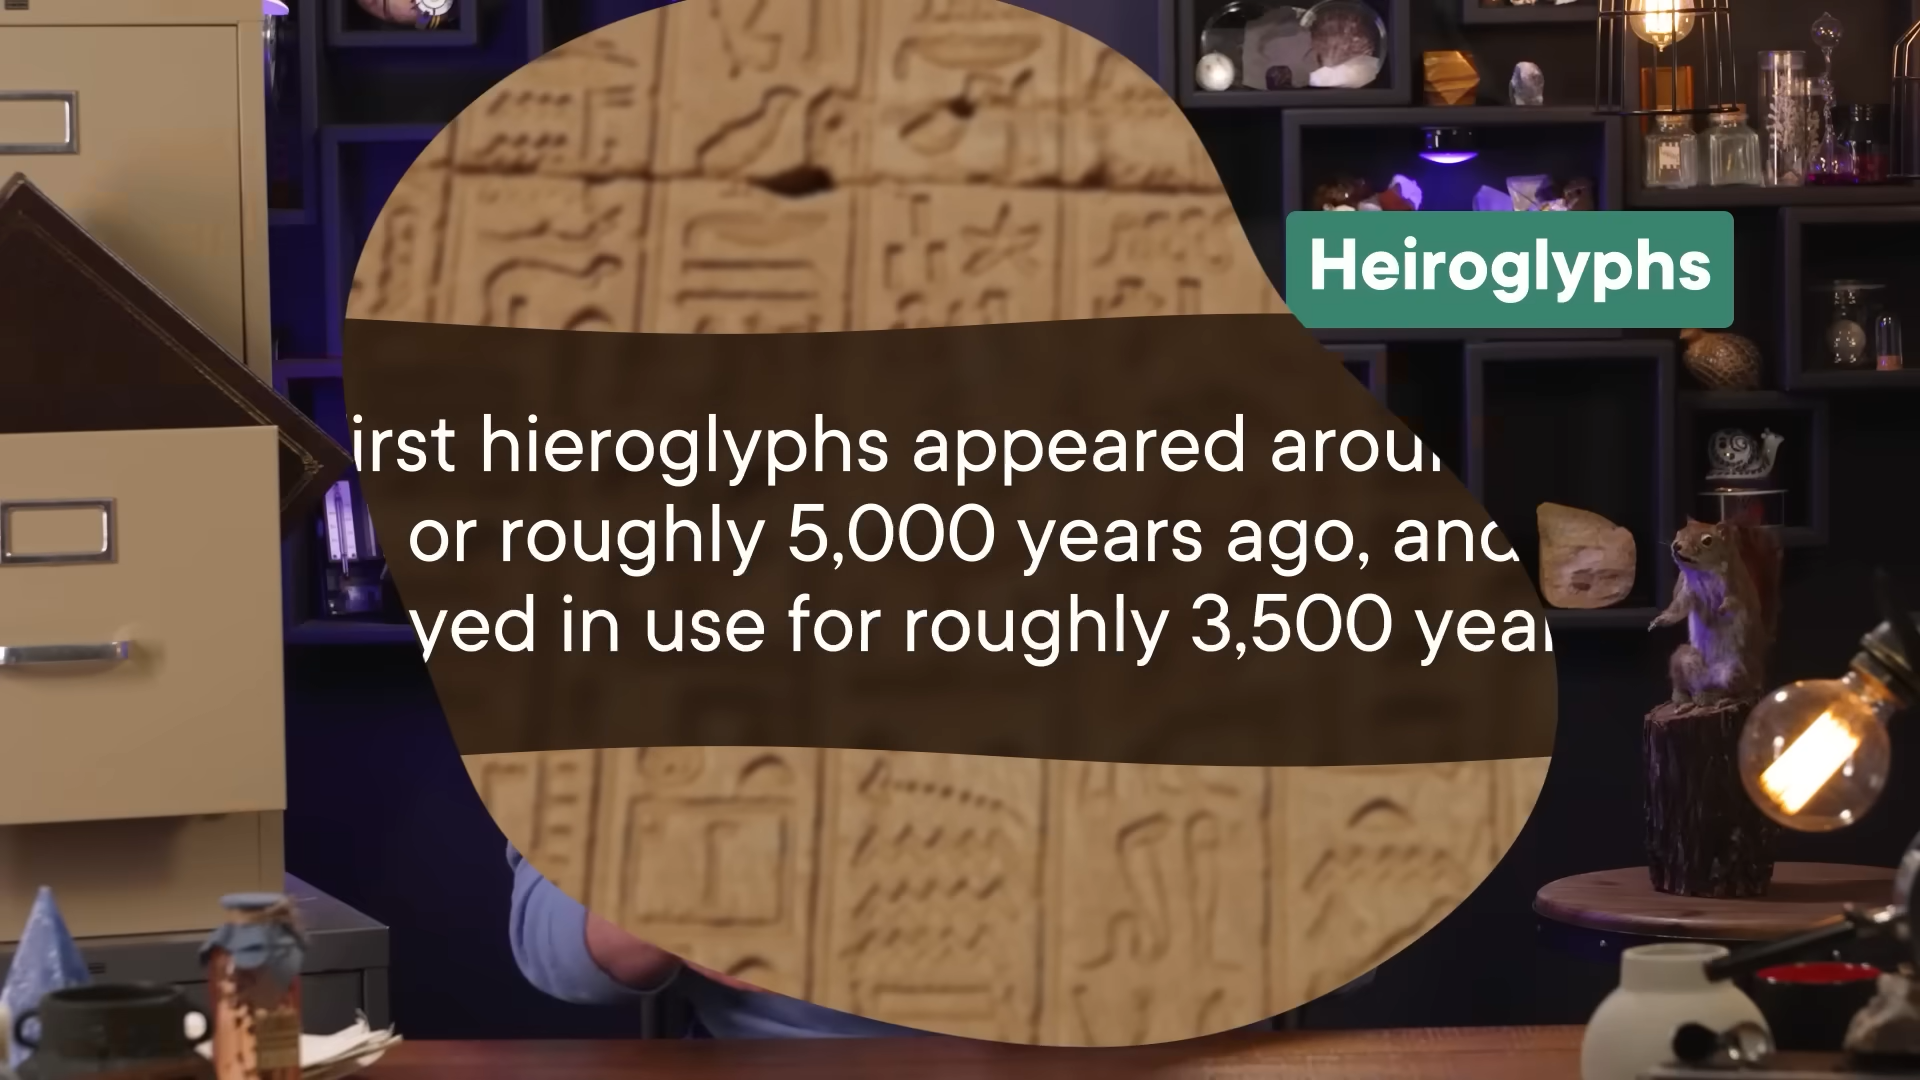 Heiroglyphs
irst hieroglyphs appeared arou
or roughly 5,000 years ago, and
yed in use for roughly 3,500 year